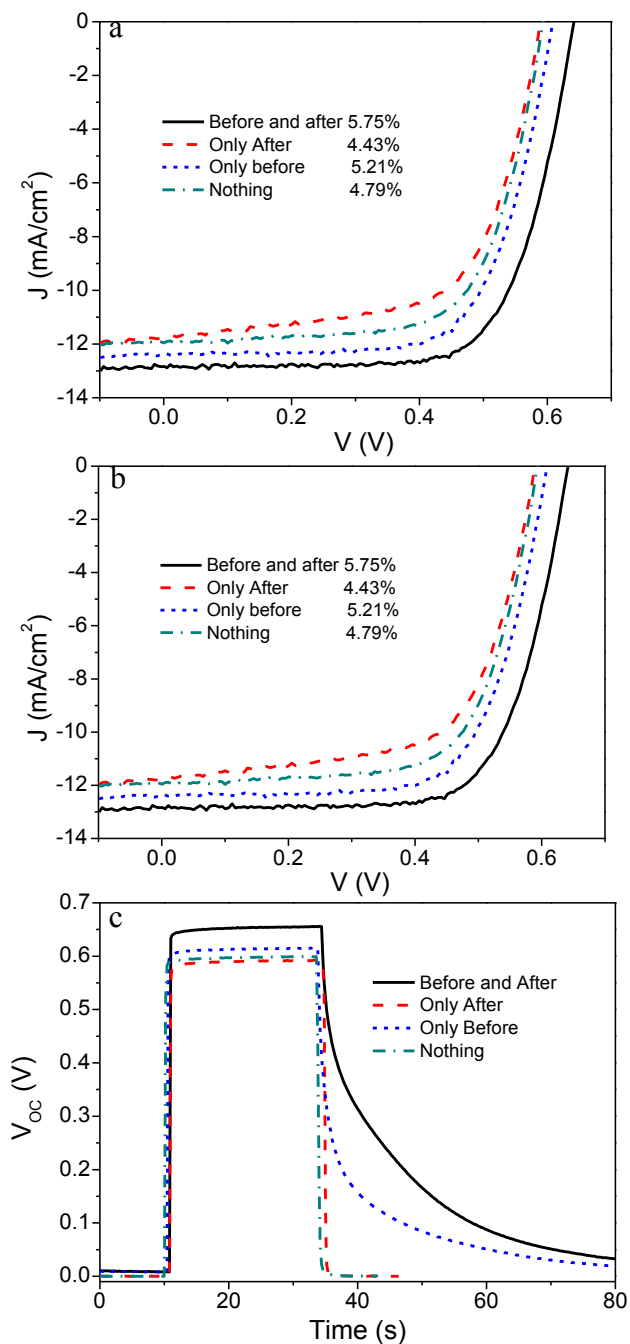 a
0
-2
-4
-6
-8
-10
-12
-14
J (mA/cm²)
Before and after 5.75%
Only After 4.43%
Only before 5.21%
Nothing 4.79%
0.0 0.2 0.4 0.6
V (V)
b
0
-2
-4
-6
-8
-10
-12
-14
J (mA/cm²)
Before and after 5.75%
Only After 4.43%
Only before 5.21%
Nothing 4.79%
0.0 0.2 0.4 0.6
V (V)
c
0.7
0.6
0.5
0.4
0.3
0.2
0.1
0.0
V_OC (V)
Before and After
Only After
Only Before
Nothing
0 20 40 60 80
Time (s)